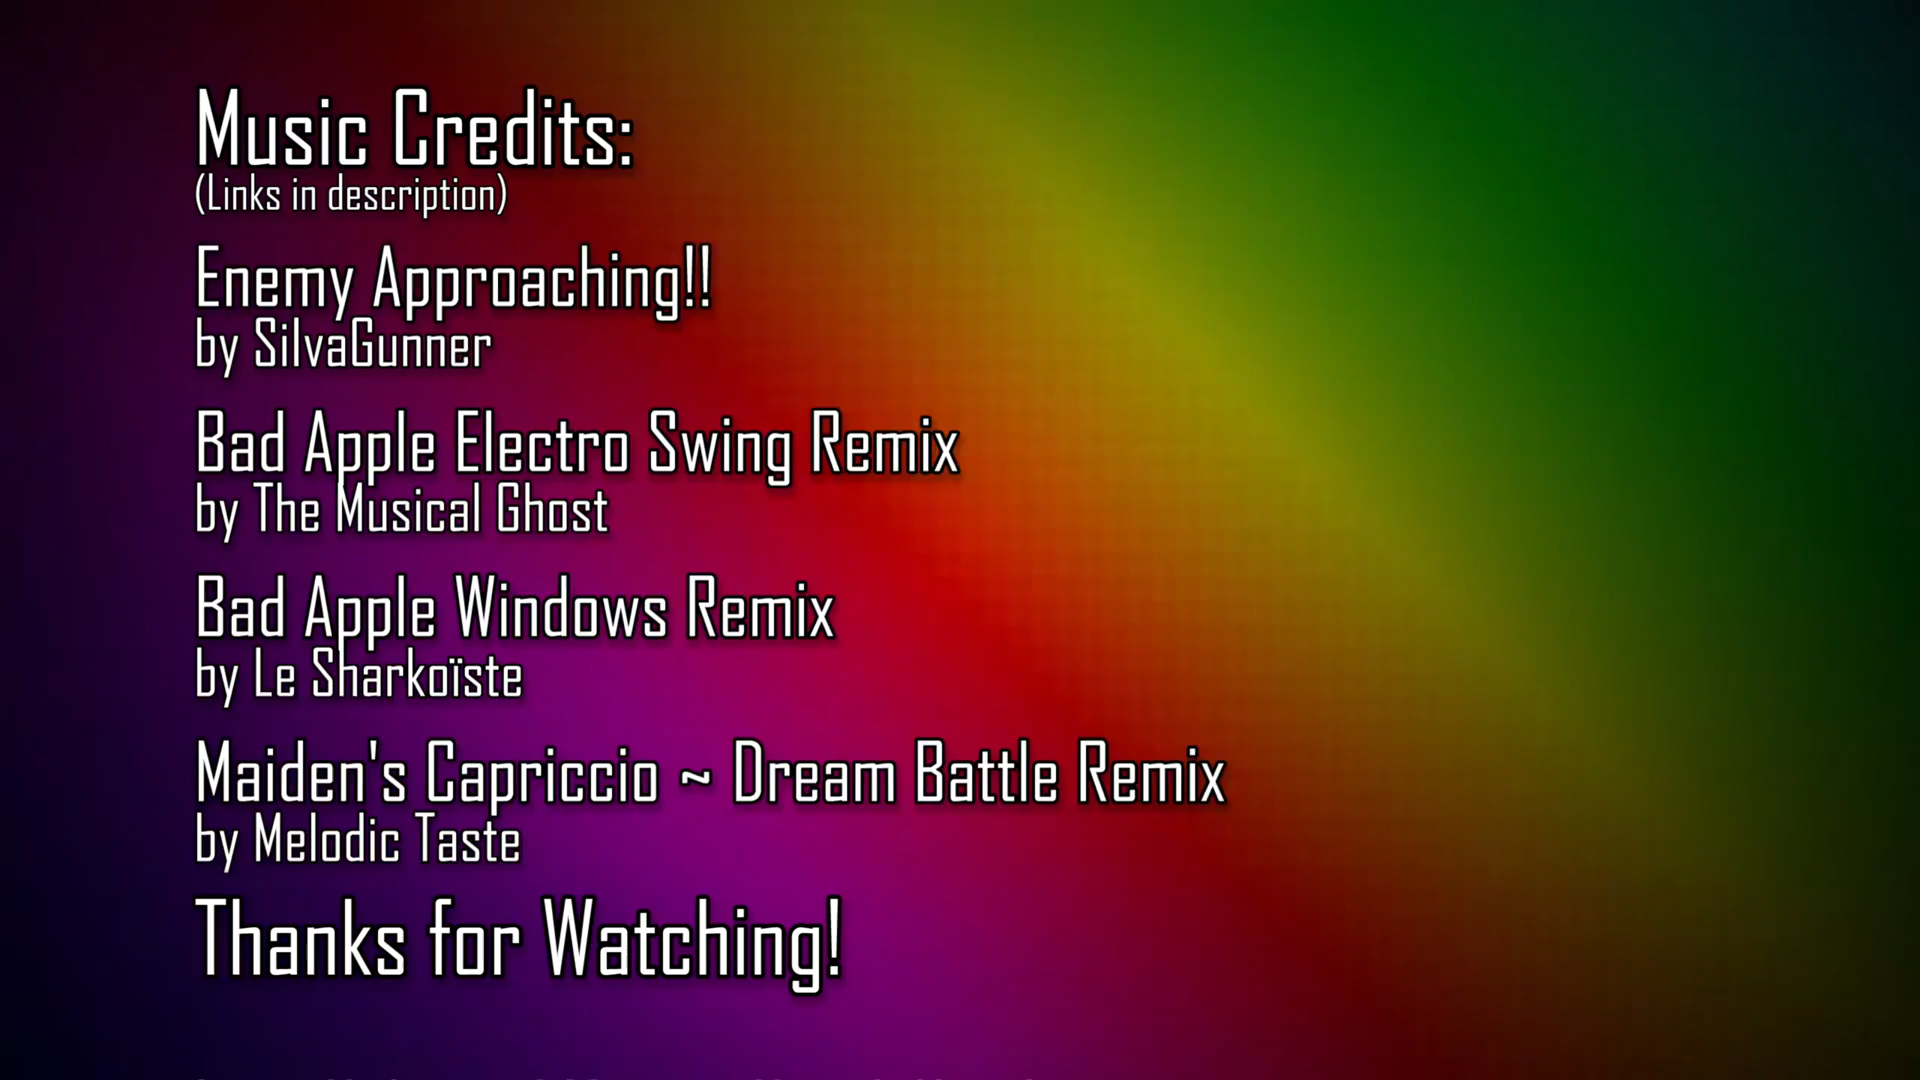 Music Credits:
(Links in description)
Enemy Approaching!!
by SilvaGunner
Bad Apple Electro Swing Remix
by The Musical Ghost
Bad Apple Windows Remix
by Le Sharkoïste
Maiden's Capriccio ~ Dream Battle Remix
by Melodic Taste
Thanks for Watching!